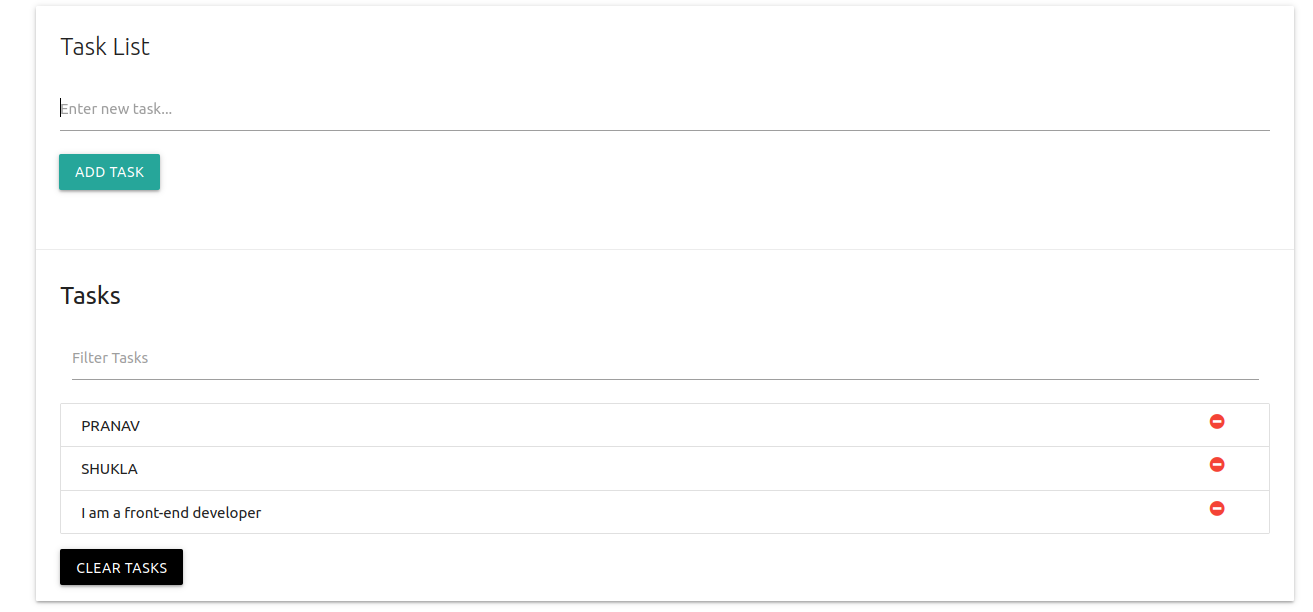 Task List
Enter new task...
ADD TASK
Tasks
Filter Tasks
PRANAV
SHUKLA
I am a front-end developer
CLEAR TASKS